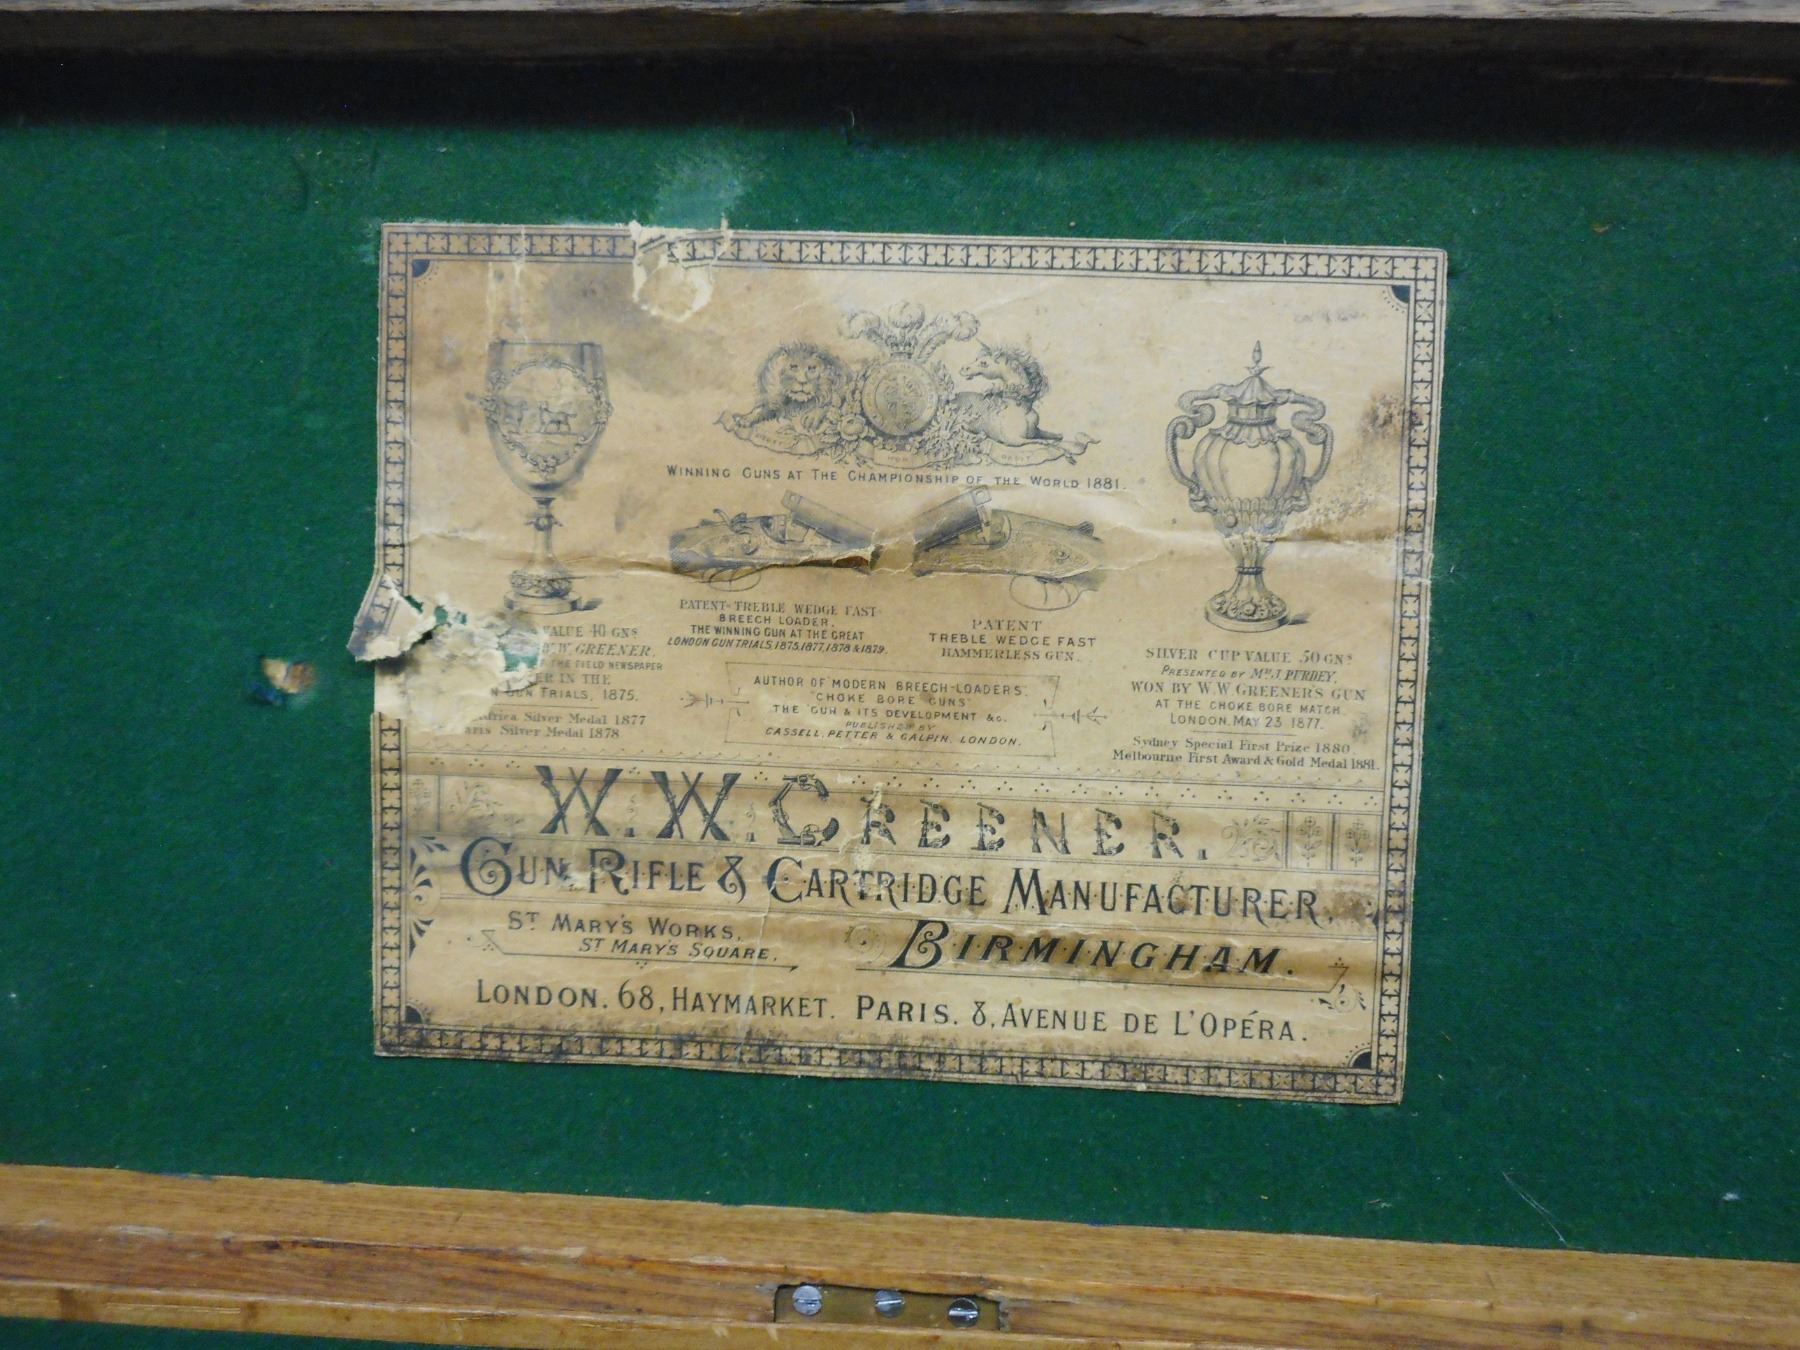 WINNING GUNS AT THE CHAMPIONSHIP OF THE WORLD 1881.
VALUE 40 GNS
W.W. GREENER,
THE FIELD NEWSPAPER
IN THE
GUN TRIALS, 1875.
Silver Medal 1877
Silver Medal 1878
PATENT TREBLE WEDGE FAST
BREECH LOADER.
THE WINNING GUN AT THE GREAT
LONDON GUN TRIALS 1875.1877.1878 & 1879.
PATENT
TREBLE WEDGE FAST
HAMMERLESS GUN.
SILVER CUP VALUE 50 GNS
PRESENTED BY MR J. PURDEY,
WON BY W.W GREENER'S GUN
AT THE CHOKE BORE MATCH,
LONDON. MAY 23 1877.
Sydney Special First Prize 1880.
Melbourne First Award & Gold Medal 1881.
AUTHOR OF "MODERN BREECH-LOADERS",
"CHOKE BORE GUNS"
THE "GUN & ITS DEVELOPMENT &c.
PUBLISHED BY
CASSELL, PETTER & GALPIN, LONDON.
W.W. GREENER.
GUN, RIFLE & CARTRIDGE MANUFACTURER,
ST MARY'S WORKS,
ST MARY'S SQUARE.
BIRMINGHAM.
LONDON. 68, HAYMARKET. PARIS. 8, AVENUE DE L'OPÉRA.